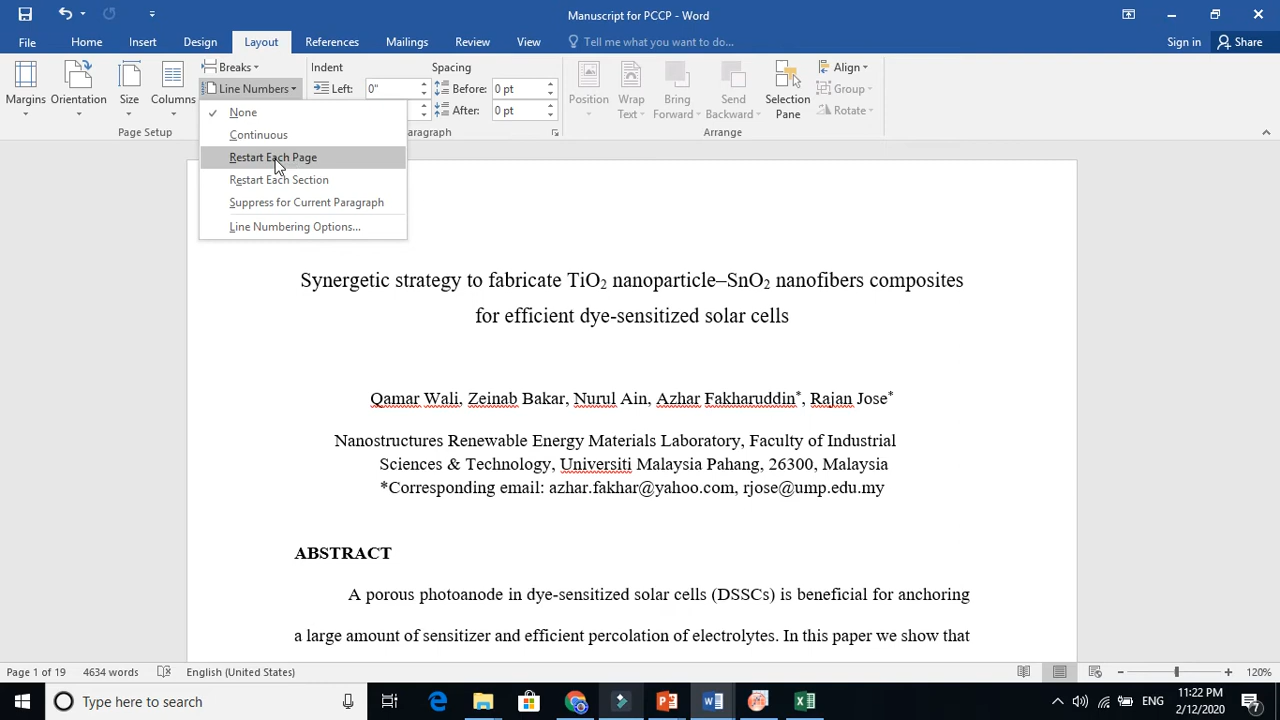 Manuscript for PCCP - Word
File Home Insert Design Layout References Mailings Review View Tell me what you want to do... Sign in Share
Margins Orientation Size Columns
Breaks
Line Numbers
Page Setup
Indent
Left: 0"
Spacing
Before: 0 pt
After: 0 pt
Position
Wrap Text
Bring Forward
Send Backward
Selection Pane
Align
Group
Rotate
Arrange
None
Continuous
Restart Each Page
Restart Each Section
Suppress for Current Paragraph
Line Numbering Options...
Synergetic strategy to fabricate TiO2 nanoparticle–SnO2 nanofibers composites
for efficient dye-sensitized solar cells
Qamar Wali, Zeinab Bakar, Nurul Ain, Azhar Fakharuddin*, Rajan Jose*
Nanostructures Renewable Energy Materials Laboratory, Faculty of Industrial
Sciences & Technology, Universiti Malaysia Pahang, 26300, Malaysia
*Corresponding email: azhar.fakhar@yahoo.com, rjose@ump.edu.my
ABSTRACT
A porous photoanode in dye-sensitized solar cells (DSSCs) is beneficial for anchoring
a large amount of sensitizer and efficient percolation of electrolytes. In this paper we show that
Page 1 of 19 4634 words English (United States) 120%
Type here to search
ENG
11:22 PM
2/12/2020
7